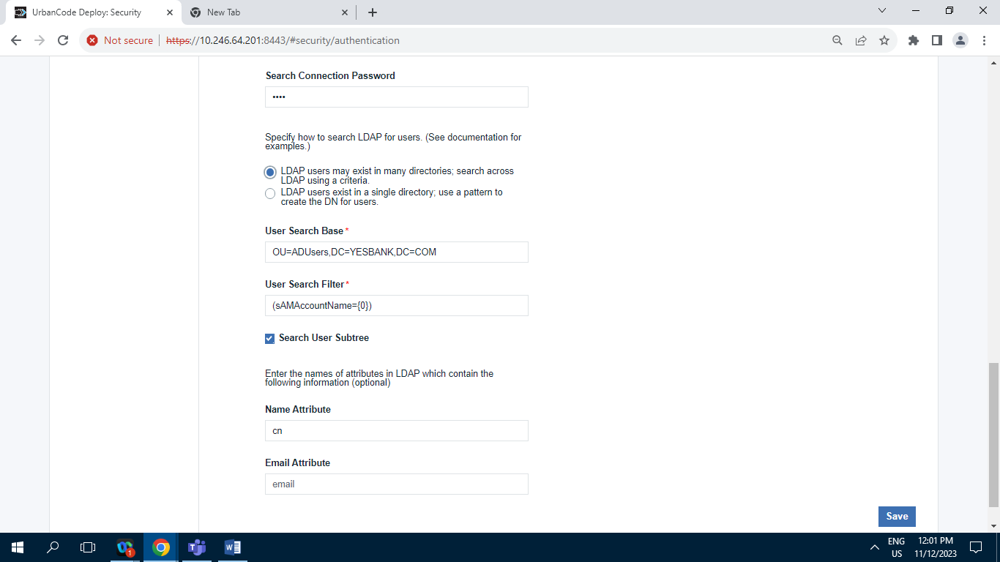 UrbanCode Deploy: Security
New Tab
Not secure
https://10.246.64.201:8443/#security/authentication
Search Connection Password
••••
Specify how to search LDAP for users. (See documentation for
examples.)
LDAP users may exist in many directories; search across
LDAP using a criteria.
LDAP users exist in a single directory; use a pattern to
create the DN for users.
User Search Base*
OU=ADUsers,DC=YESBANK,DC=COM
User Search Filter*
(sAMAccountName={0})
Search User Subtree
Enter the names of attributes in LDAP which contain the
following information (optional)
Name Attribute
cn
Email Attribute
email
Save
1
ENG
US
12:01 PM
11/12/2023